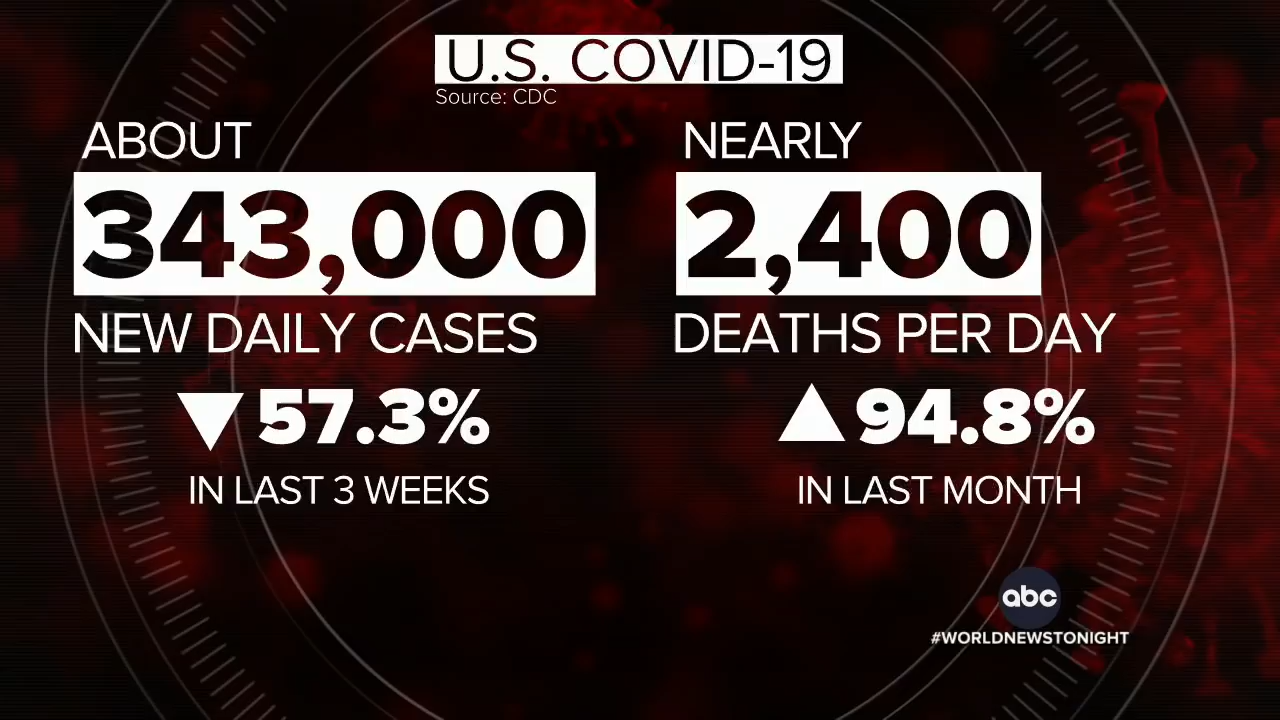 U.S. COVID-19
Source: CDC
ABOUT
343,000
NEW DAILY CASES
▼57.3%
IN LAST 3 WEEKS
NEARLY
2,400
DEATHS PER DAY
▲94.8%
IN LAST MONTH
abc
#WORLDNEWSTONIGHT